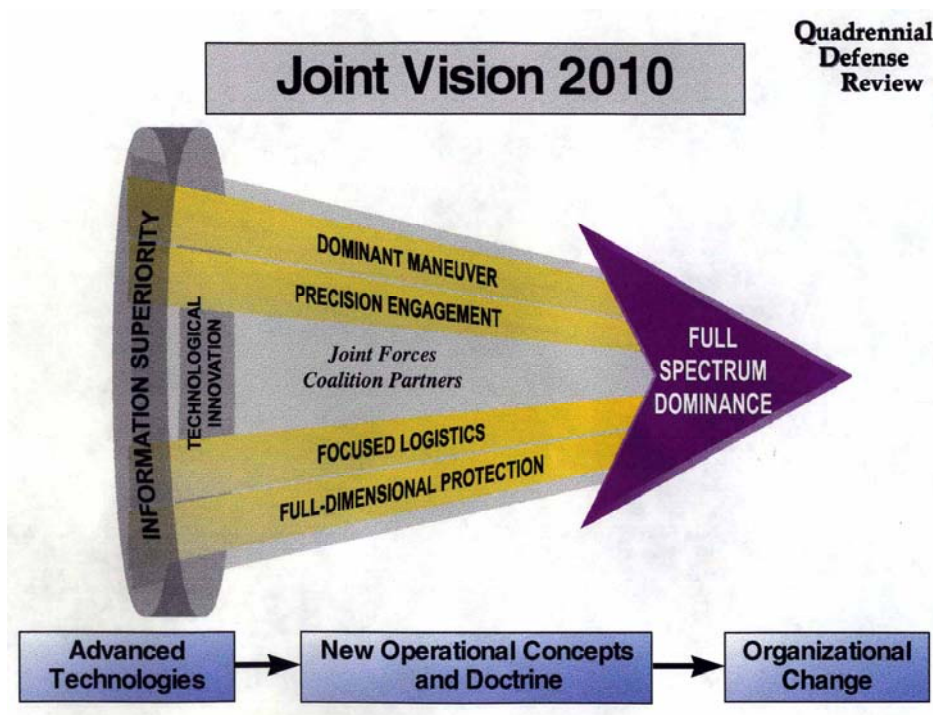 Quadrennial
Defense
Review
Joint Vision 2010
INFORMATION SUPERIORITY
TECHNOLOGICAL
INNOVATION
DOMINANT MANEUVER
PRECISION ENGAGEMENT
Joint Forces
Coalition Partners
FOCUSED LOGISTICS
FULL-DIMENSIONAL PROTECTION
FULL
SPECTRUM
DOMINANCE
Advanced
Technologies
New Operational Concepts
and Doctrine
Organizational
Change